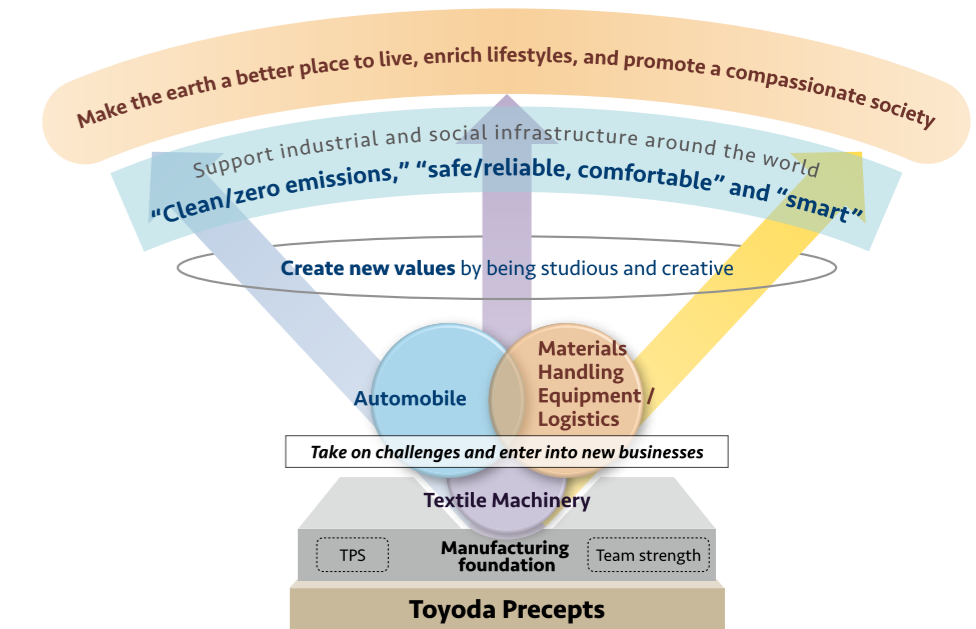 Make the earth a better place to live, enrich lifestyles, and promote a compassionate society
Support industrial and social infrastructure around the world
“Clean/zero emissions,” “safe/reliable, comfortable” and “smart”
Create new values by being studious and creative
Automobile
Materials
Handling
Equipment /
Logistics
Take on challenges and enter into new businesses
Textile Machinery
TPS
Manufacturing
foundation
Team strength
Toyoda Precepts